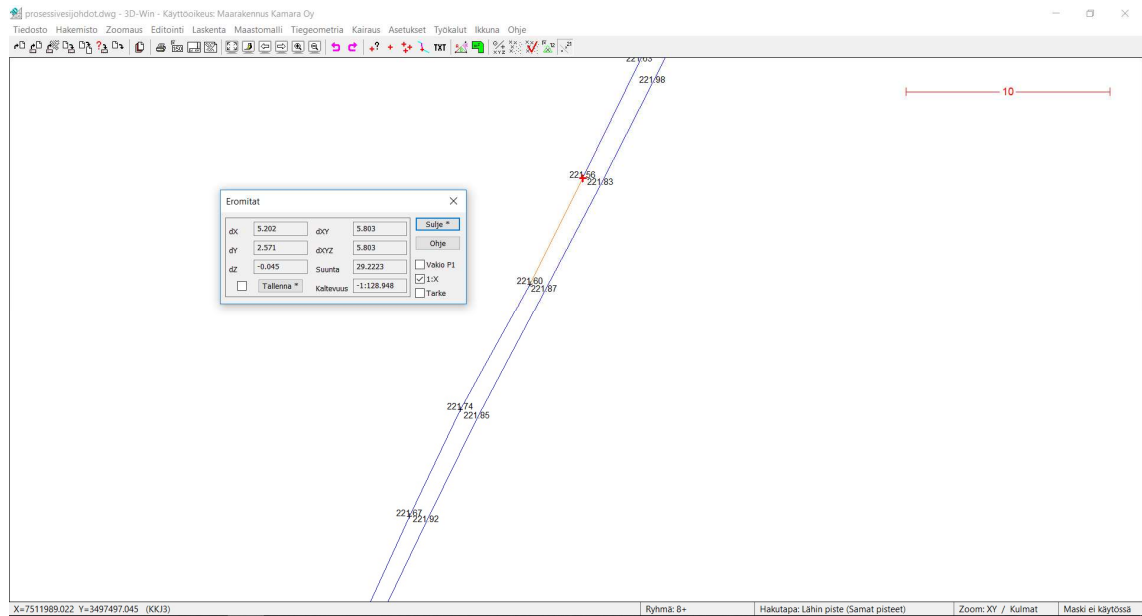 prosessivesijohdot.dwg - 3D-Win - Käyttöoikeus: Maarakennus Kamara Oy
Tiedosto Hakemisto Zoomaus Editointi Laskenta Maastomalli Tiegeometria Kairaus Asetukset Työkalut Ikkuna Ohje
TXT
221.98
10
221.56
221.83
Eromitat
dX 5.202 dXY 5.803 Sulje *
dY 2.571 dXYZ 5.803 Ohje
dZ -0.045 Suunta 29.2223 Vakio P1
1:X
Tallenna * Kaltevuus -1:128.948 Tarke
221.60
221.87
221.74
221.85
221.67
221.92
X=7511989.022 Y=3497497.045 (KKJ3) Ryhmä: 8+ Hakutapa: Lähin piste (Samat pisteet) Zoom: XY / Kulmat Maski ei käytössä